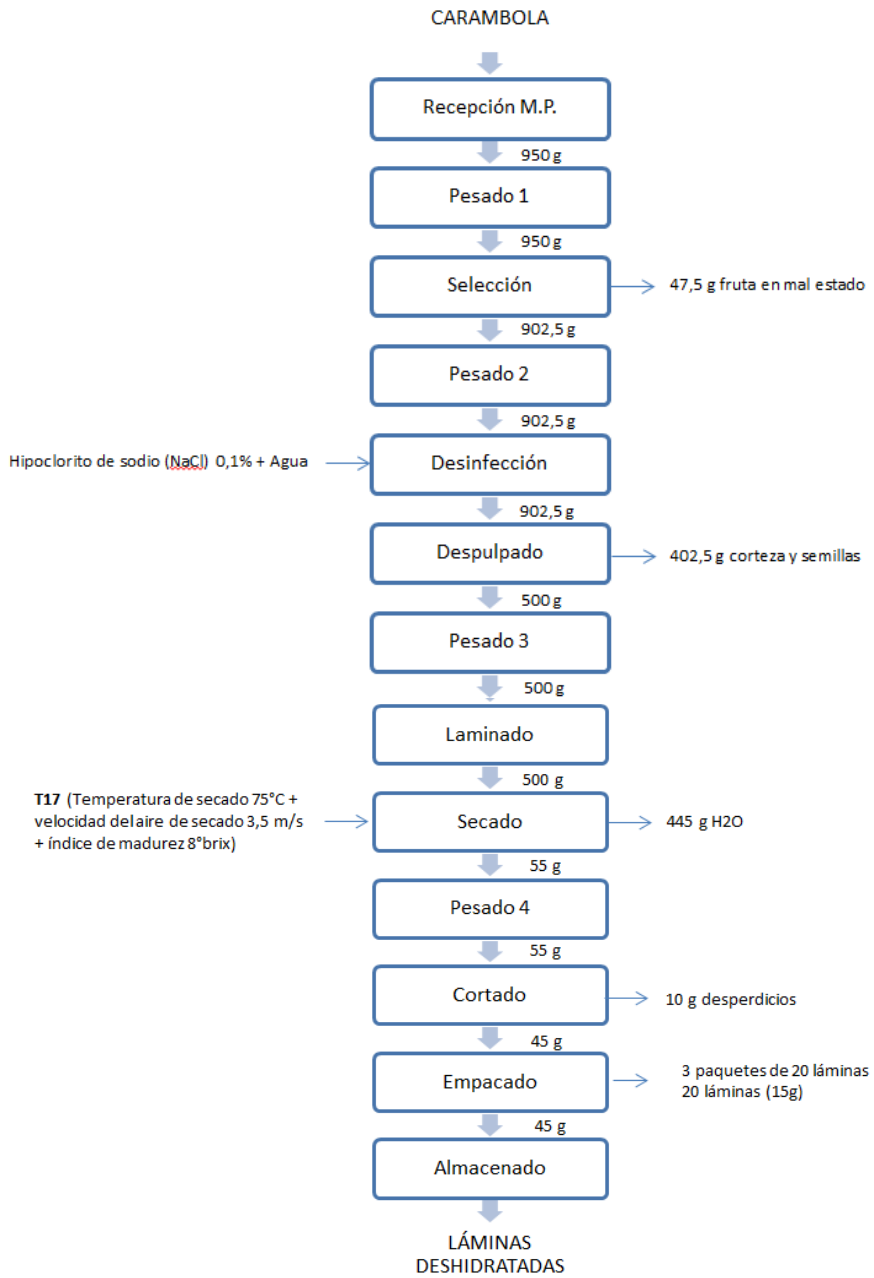 CARAMBOLA
Recepción M.P.
950 g
Pesado 1
950 g
Selección
47,5 g fruta en mal estado
902,5 g
Pesado 2
902,5 g
Hipoclorito de sodio (NaCl) 0,1% + Agua
Desinfección
902,5 g
Despulpado
402,5 g corteza y semillas
500 g
Pesado 3
500 g
Laminado
500 g
T17 (Temperatura de secado 75°C +
velocidad del aire de secado 3,5 m/s
+ índice de madurez 8°brix)
Secado
445 g H2O
55 g
Pesado 4
55 g
Cortado
10 g desperdicios
45 g
Empacado
3 paquetes de 20 láminas
20 láminas (15g)
45 g
Almacenado
LÁMINAS
DESHIDRATADAS